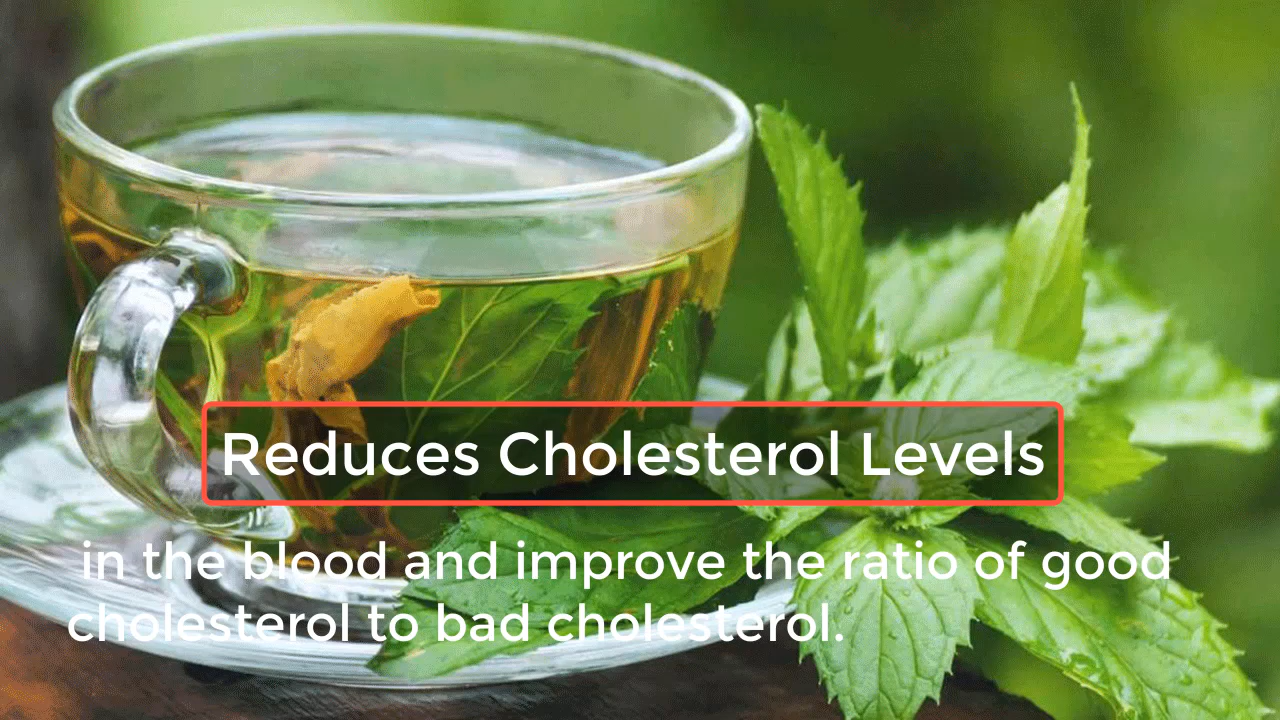 Reduces Cholesterol Levels
in the blood and improve the ratio of good
cholesterol to bad cholesterol.